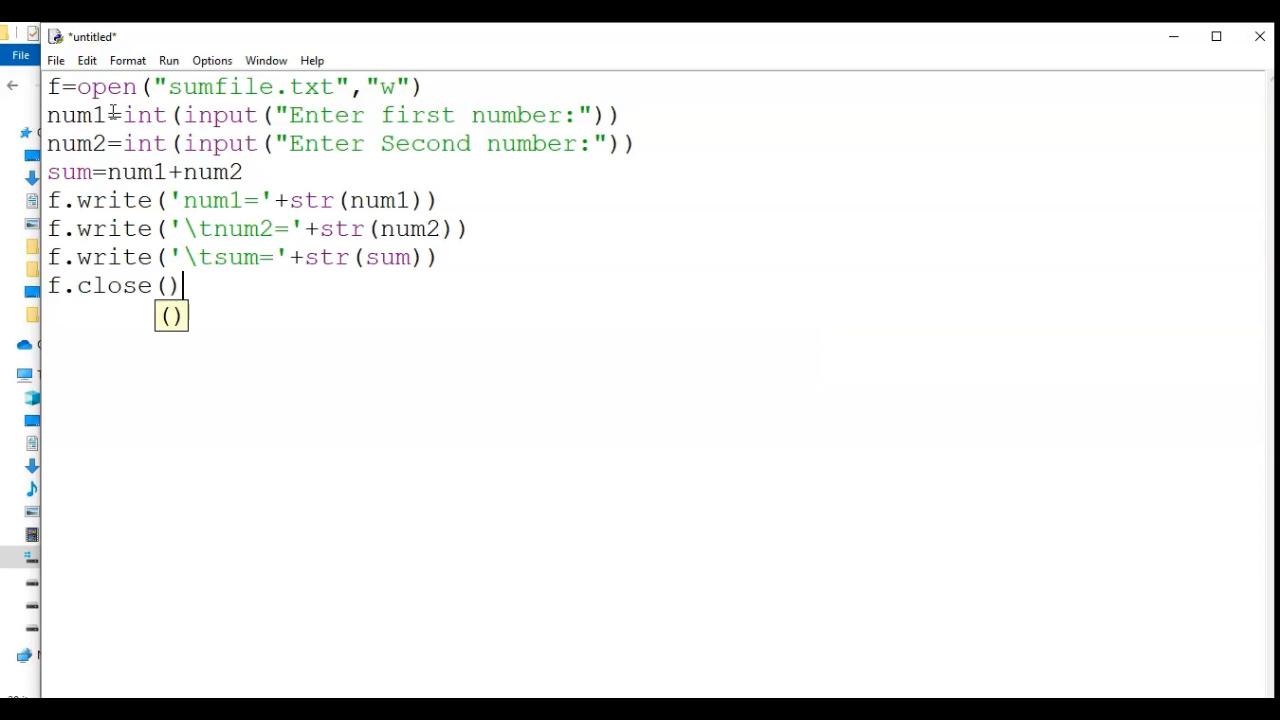 *untitled*
File
File Edit Format Run Options Window Help
f=open("sumfile.txt","w")
num1=int(input("Enter first number:"))
num2=int(input("Enter Second number:"))
sum=num1+num2
f.write('num1='+str(num1))
f.write('\tnum2='+str(num2))
f.write('\tsum='+str(sum))
f.close()
()